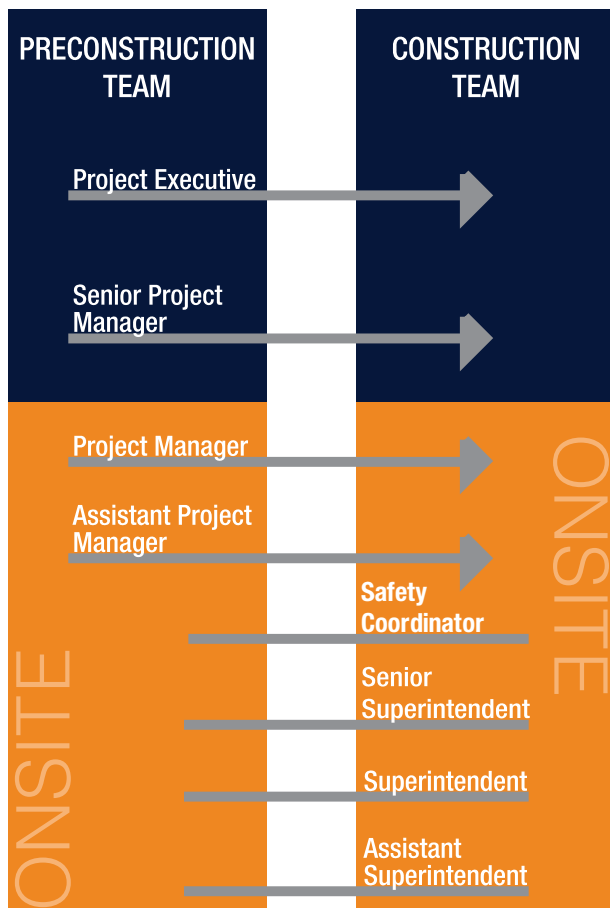 PRECONSTRUCTION
TEAM
CONSTRUCTION
TEAM
Project Executive
Senior Project
Manager
Project Manager
Assistant Project
Manager
Safety
Coordinator
Senior
Superintendent
Superintendent
Assistant
Superintendent
ONSITE
ONSITE